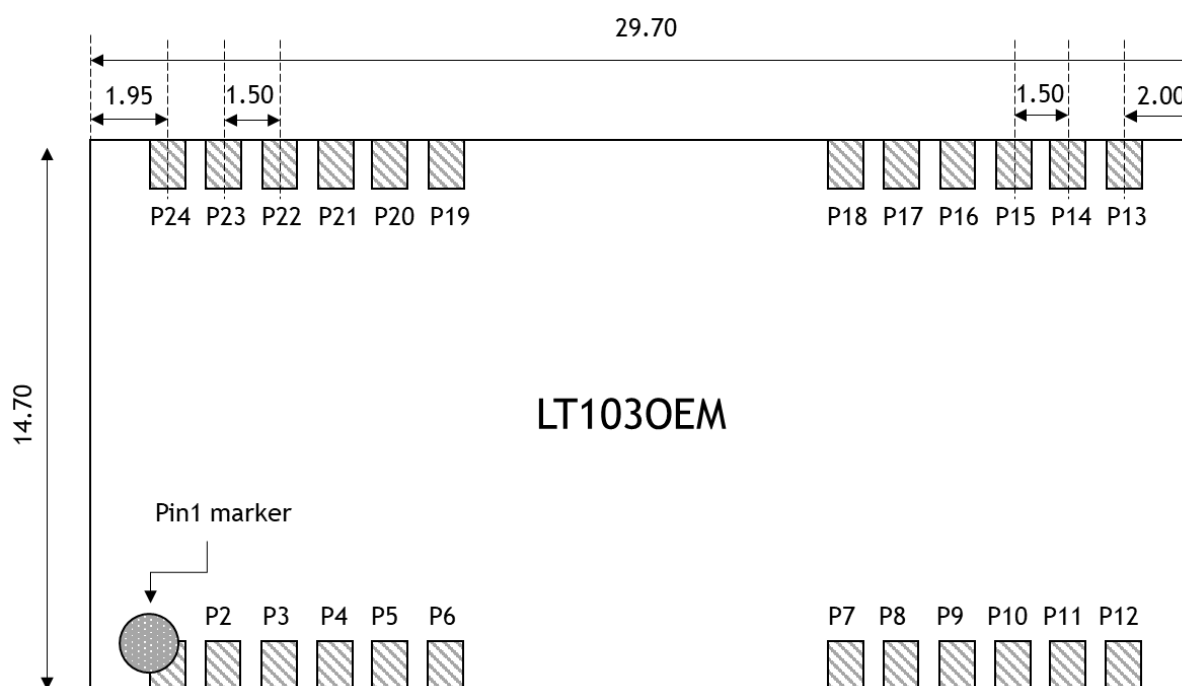 29.70
1.95 1.50 1.50 2.00
P24 P23 P22 P21 P20 P19 P18 P17 P16 P15 P14 P13
14.70
LT103OEM
Pin1 marker
P2 P3 P4 P5 P6 P7 P8 P9 P10 P11 P12